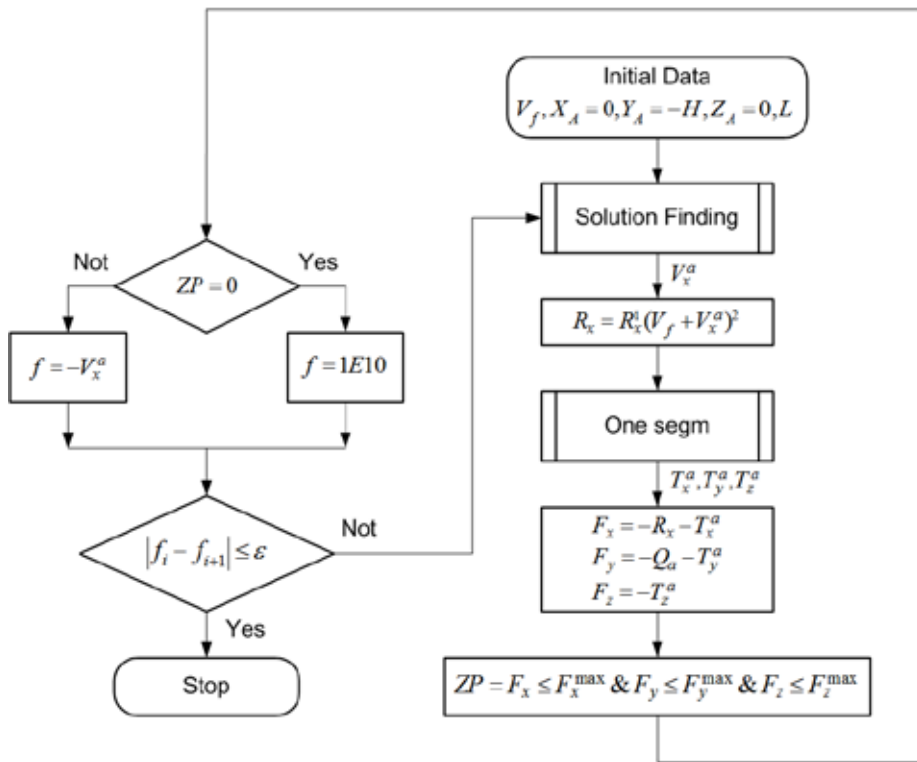 Initial Data
V_f, X_A = 0, Y_A = −H, Z_A = 0, L
Solution Finding
V_x^a
R_x = R_x^1(V_f + V_x^a)^2
One segm
T_x^a, T_y^a, T_z^a
F_x = −R_x − T_x^a
F_y = −Q_a − T_y^a
F_z = −T_z^a
ZP = F_x ≤ F_x^max & F_y ≤ F_y^max & F_z ≤ F_z^max
Not
Yes
ZP = 0
f = −V_x^a
f = 1E10
|f_i − f_{i+1}| ≤ ε
Not
Yes
Stop